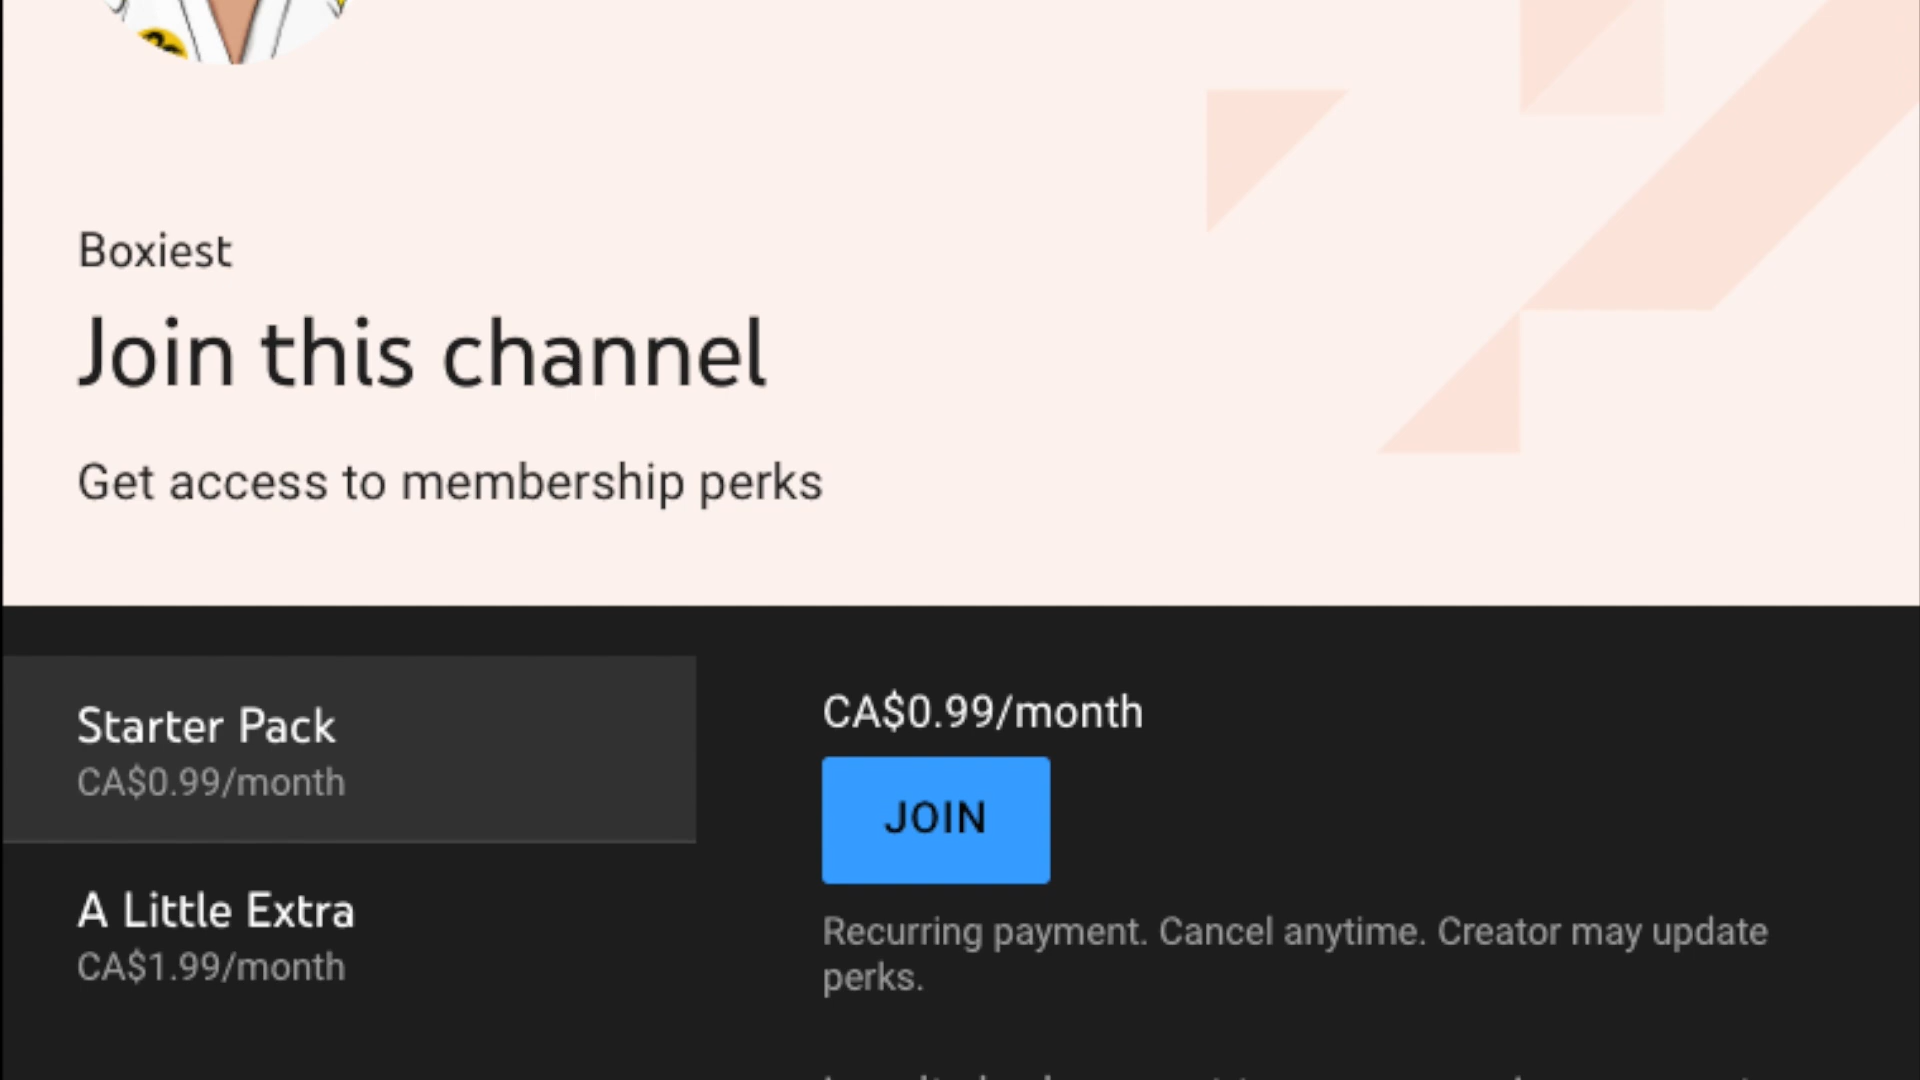 Boxiest
Join this channel
Get access to membership perks
Starter Pack
CA$0.99/month
A Little Extra
CA$1.99/month
CA$0.99/month
JOIN
Recurring payment. Cancel anytime. Creator may update
perks.